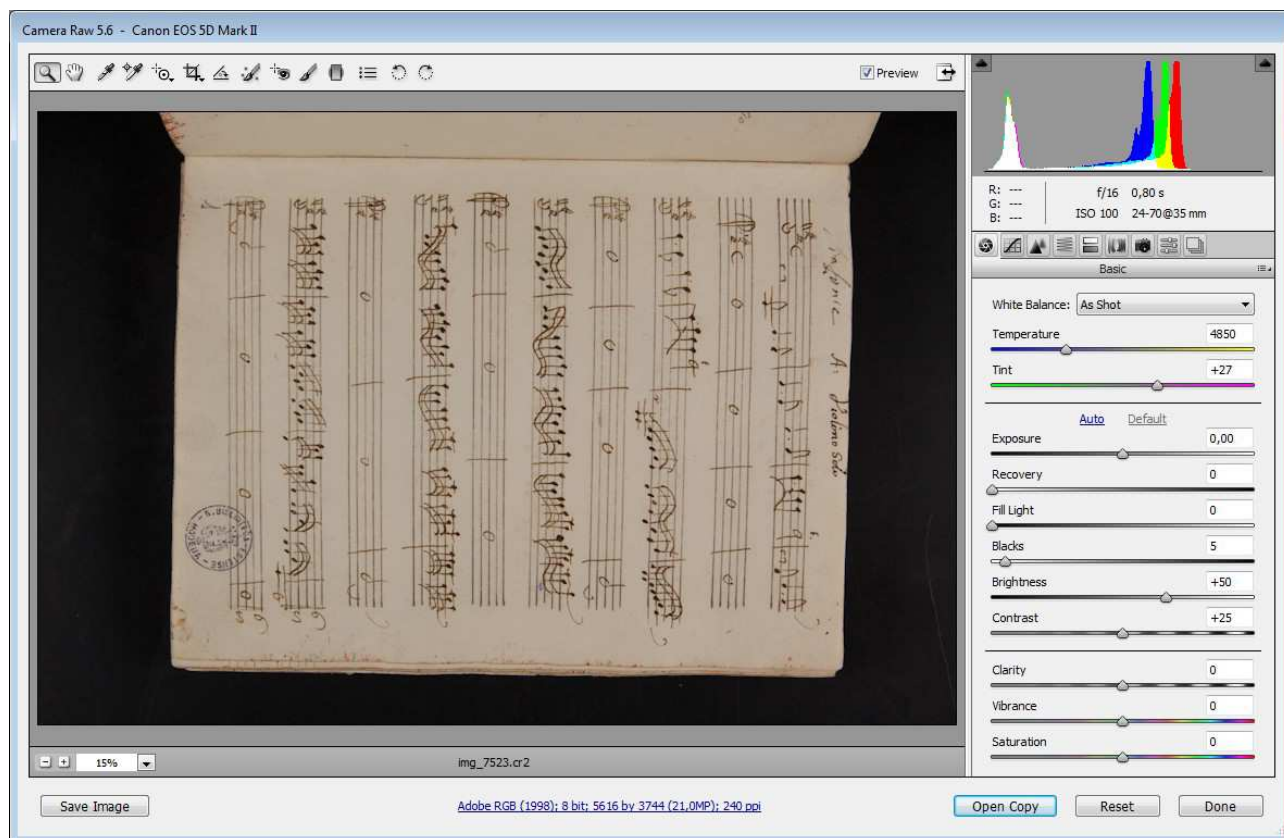 Camera Raw 5.6 - Canon EOS 5D Mark II
Preview
R: ---
G: ---
B: ---
f/16 0,80 s
ISO 100 24-70@35 mm
Basic
White Balance: As Shot
Temperature 4850
Tint +27
Auto Default
Exposure 0,00
Recovery 0
Fill Light 0
Blacks 5
Brightness +50
Contrast +25
Clarity 0
Vibrance 0
Saturation 0
Violino Solo
15%
img_7523.cr2
Save Image
Adobe RGB (1998); 8 bit; 5616 by 3744 (21,0MP); 240 ppi
Open Copy
Reset
Done